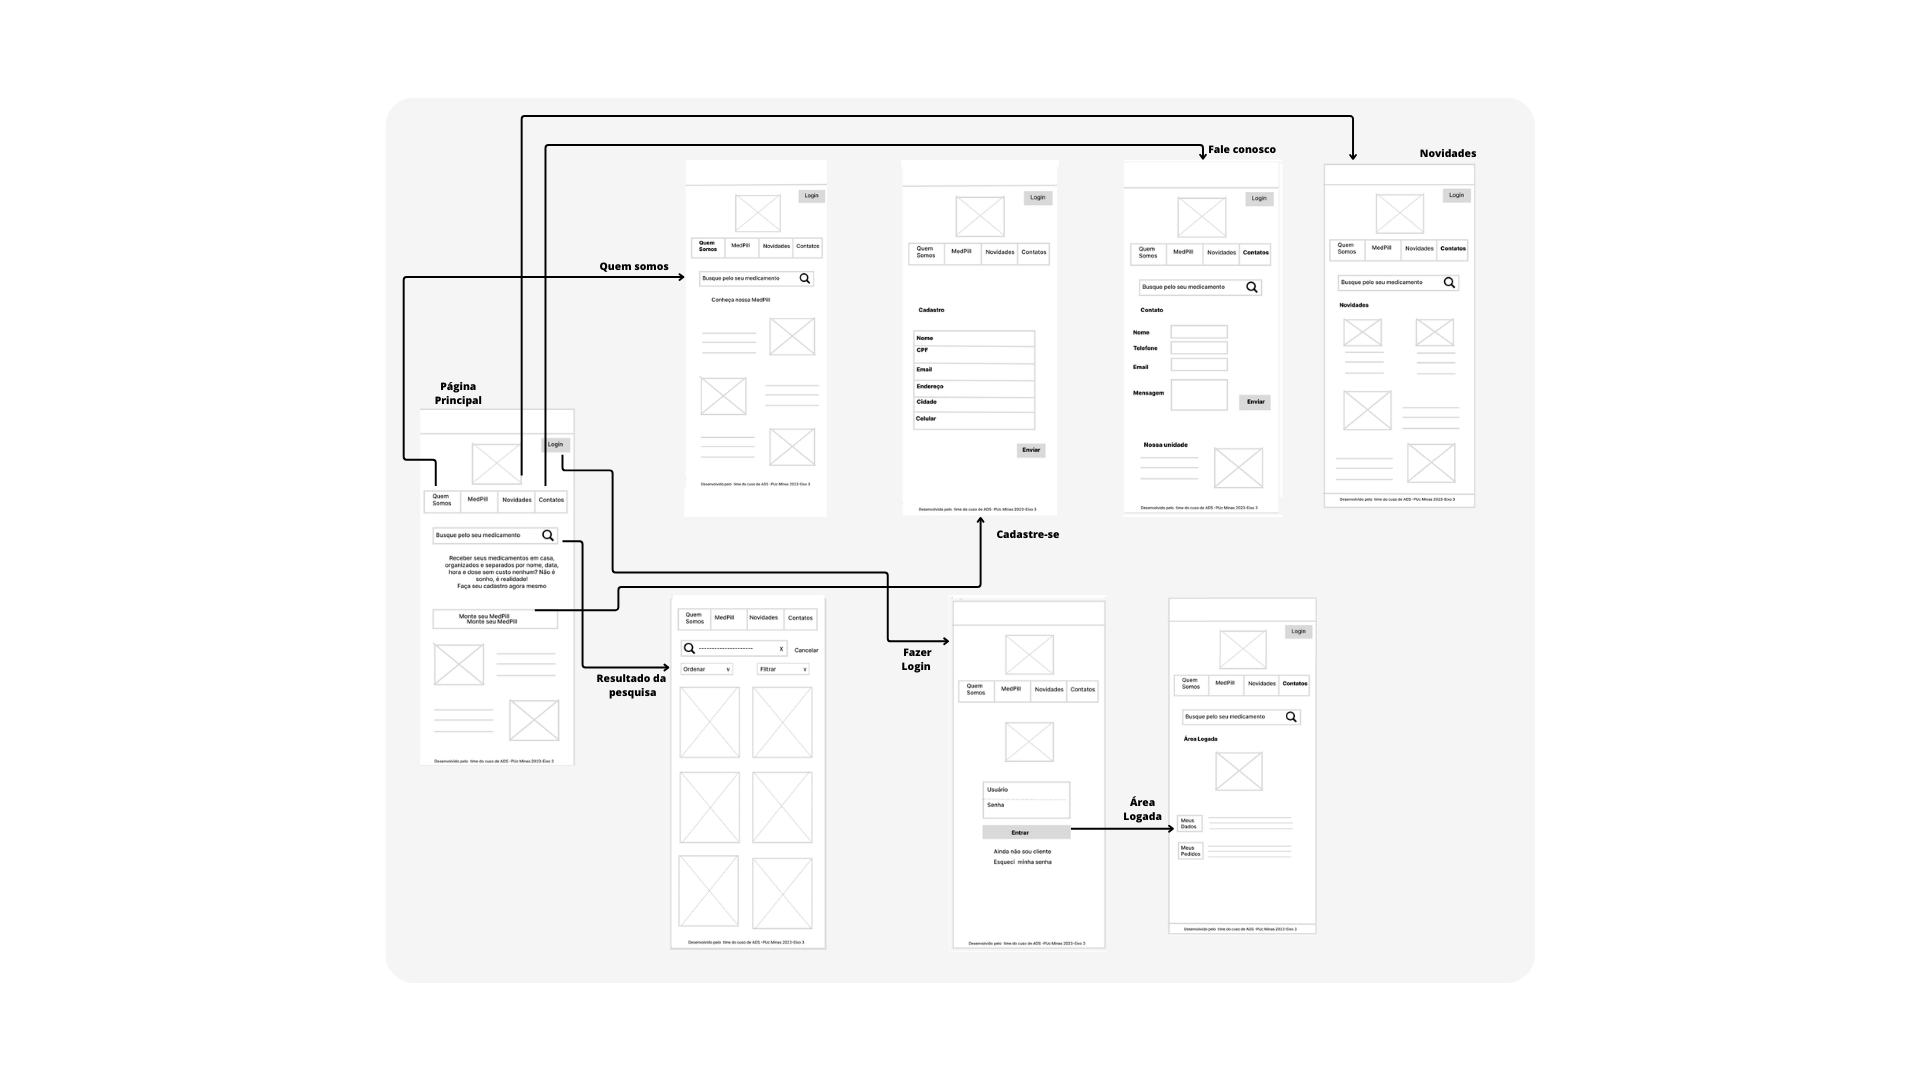 Página
Principal
Login
Quem
Somos
MedPill
Novidades
Contatos
Busque pelo seu medicamento
Receber seus medicamentos em casa,
organizados e separados por nome, data,
hora e dose sem custo nenhum? Não é
sonho, é realidade!
Faça seu cadastro agora mesmo
Monte seu MedPill
Monte seu MedPill
Desenvolvido pelo time do cuso de ADS -PUc Minas 2023-Eixo 3
Quem somos
Login
Quem
Somos
MedPill
Novidades
Contatos
Busque pelo seu medicamento
Conheça nossa MedPill
Desenvolvido pelo time do cuso de ADS -PUc Minas 2023-Eixo 3
Cadastre-se
Login
Quem
Somos
MedPill
Novidades
Contatos
Cadastro
Nome
CPF
Email
Endereço
Cidade
Celular
Enviar
Desenvolvido pelo time do cuso de ADS -PUc Minas 2023-Eixo 3
Fale conosco
Login
Quem
Somos
MedPill
Novidades
Contatos
Busque pelo seu medicamento
Contato
Nome
Telefone
Email
Mensagem
Enviar
Nossa unidade
Desenvolvido pelo time do cuso de ADS -PUc Minas 2023-Eixo 3
Novidades
Login
Quem
Somos
MedPill
Novidades
Contatos
Busque pelo seu medicamento
Novidades
Desenvolvido pelo time do cuso de ADS -PUc Minas 2023-Eixo 3
Resultado da
pesquisa
Quem
Somos
MedPill
Novidades
Contatos
--------------------- X Cancelar
Ordenar v
Filtrar v
Desenvolvido pelo time do cuso de ADS -PUc Minas 2023-Eixo 3
Fazer
Login
Quem
Somos
MedPill
Novidades
Contatos
Usuário
Senha
Entrar
Ainda não sou cliente
Esqueci minha senha
Desenvolvido pelo time do cuso de ADS -PUc Minas 2023-Eixo 3
Área
Logada
Login
Quem
Somos
MedPill
Novidades
Contatos
Busque pelo seu medicamento
Área Logada
Meus
Dados
Meus
Pedidos
Desenvolvido pelo time do cuso de ADS -PUc Minas 2023-Eixo 3